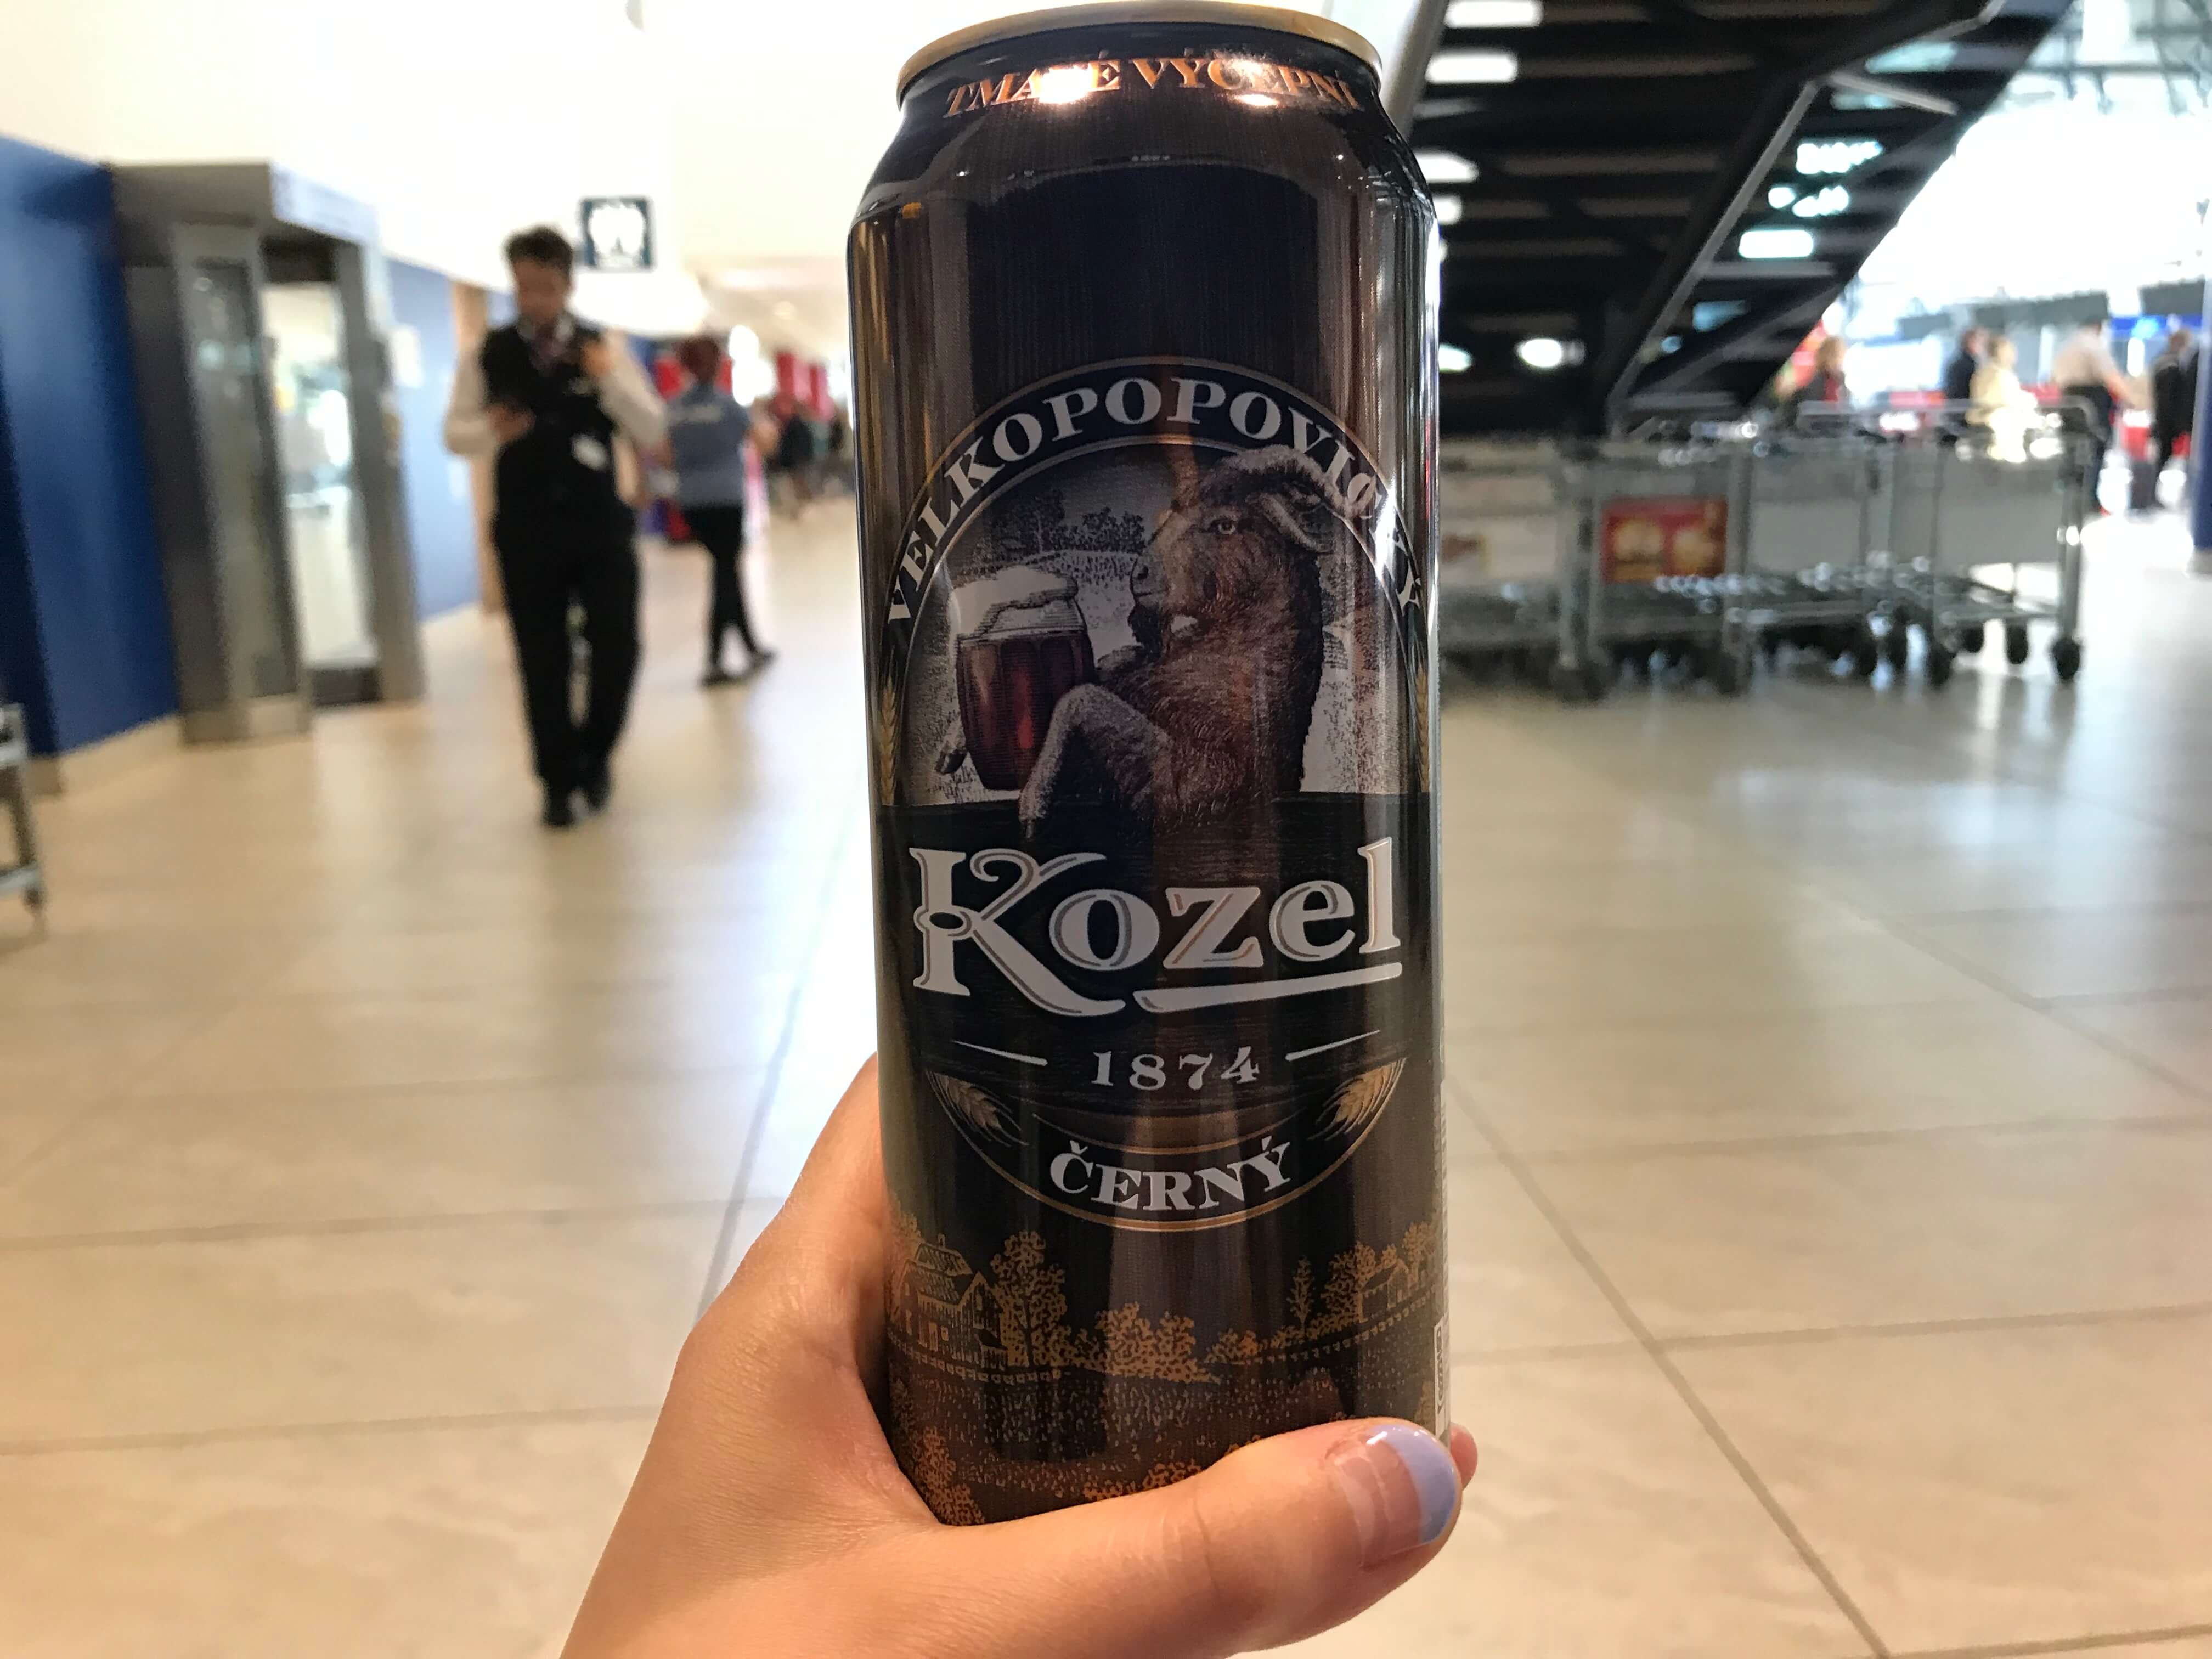 TMAVÉ VÝČEPNÍ
VELKOPOPOVICKÝ
Kozel
1874
ČERNÝ